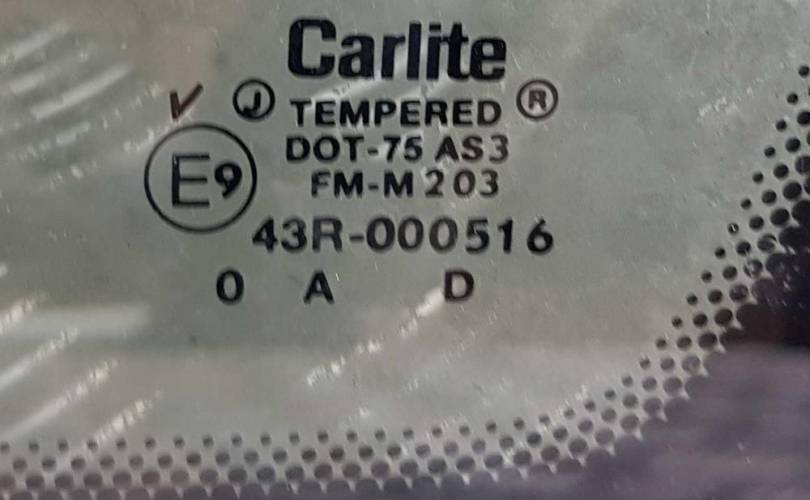 Carlite
✓ Ⓙ TEMPERED ®
DOT-75 AS3
E9 FM-M203
43R-000516
0 A D